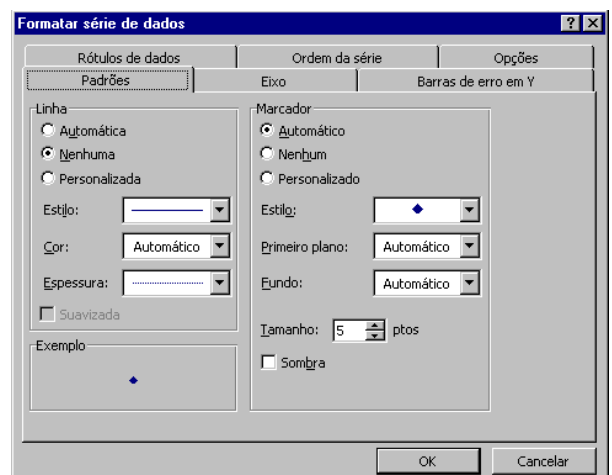 Formatar série de dados
Rótulos de dados Ordem da série Opções
Padrões Eixo Barras de erro em Y
Linha
Automática
Nenhuma
Personalizada
Estilo:
Cor: Automático
Espessura:
Suavizada
Exemplo
Marcador
Automático
Nenhum
Personalizado
Estilo:
Primeiro plano: Automático
Fundo: Automático
Tamanho: 5 ptos
Sombra
OK Cancelar